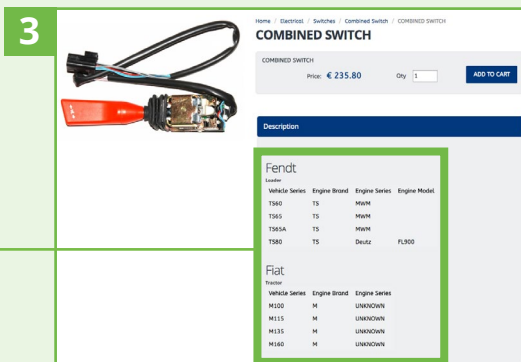 3
Home / Electrical / Switches / Combined Switch / COMBINED SWITCH
COMBINED SWITCH
COMBINED SWITCH
Price: € 235.80 Qty 1 ADD TO CART
Description
Fendt
Loader
Vehicle Series Engine Brand Engine Series Engine Model
TS60 TS MWM
TS65 TS MWM
TS65A TS MWM
TS80 TS Deutz FL900
Fiat
Tractor
Vehicle Series Engine Brand Engine Series
M100 M UNKNOWN
M115 M UNKNOWN
M135 M UNKNOWN
M160 M UNKNOWN